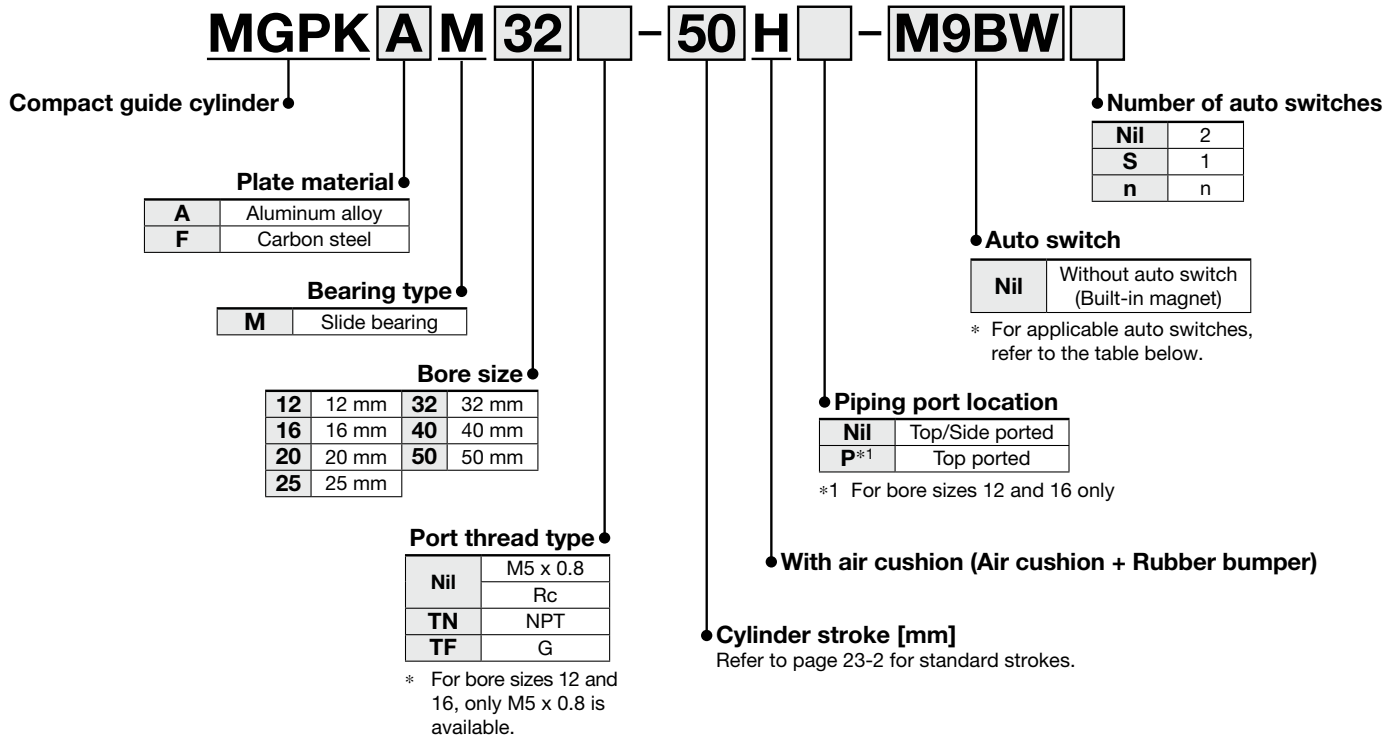 MGPK A M 32 – 50 H – M9BW
Compact guide cylinder
Number of auto switches
Nil 2
S 1
n n
Plate material
A Aluminum alloy
F Carbon steel
Auto switch
Nil Without auto switch
(Built-in magnet)
* For applicable auto switches,
refer to the table below.
Bearing type
M Slide bearing
Bore size
12 12 mm 32 32 mm
16 16 mm 40 40 mm
20 20 mm 50 50 mm
25 25 mm
Piping port location
Nil Top/Side ported
P*1 Top ported
*1 For bore sizes 12 and 16 only
Port thread type
Nil M5 x 0.8
Rc
TN NPT
TF G
* For bore sizes 12 and
16, only M5 x 0.8 is
available.
With air cushion (Air cushion + Rubber bumper)
Cylinder stroke [mm]
Refer to page 23-2 for standard strokes.